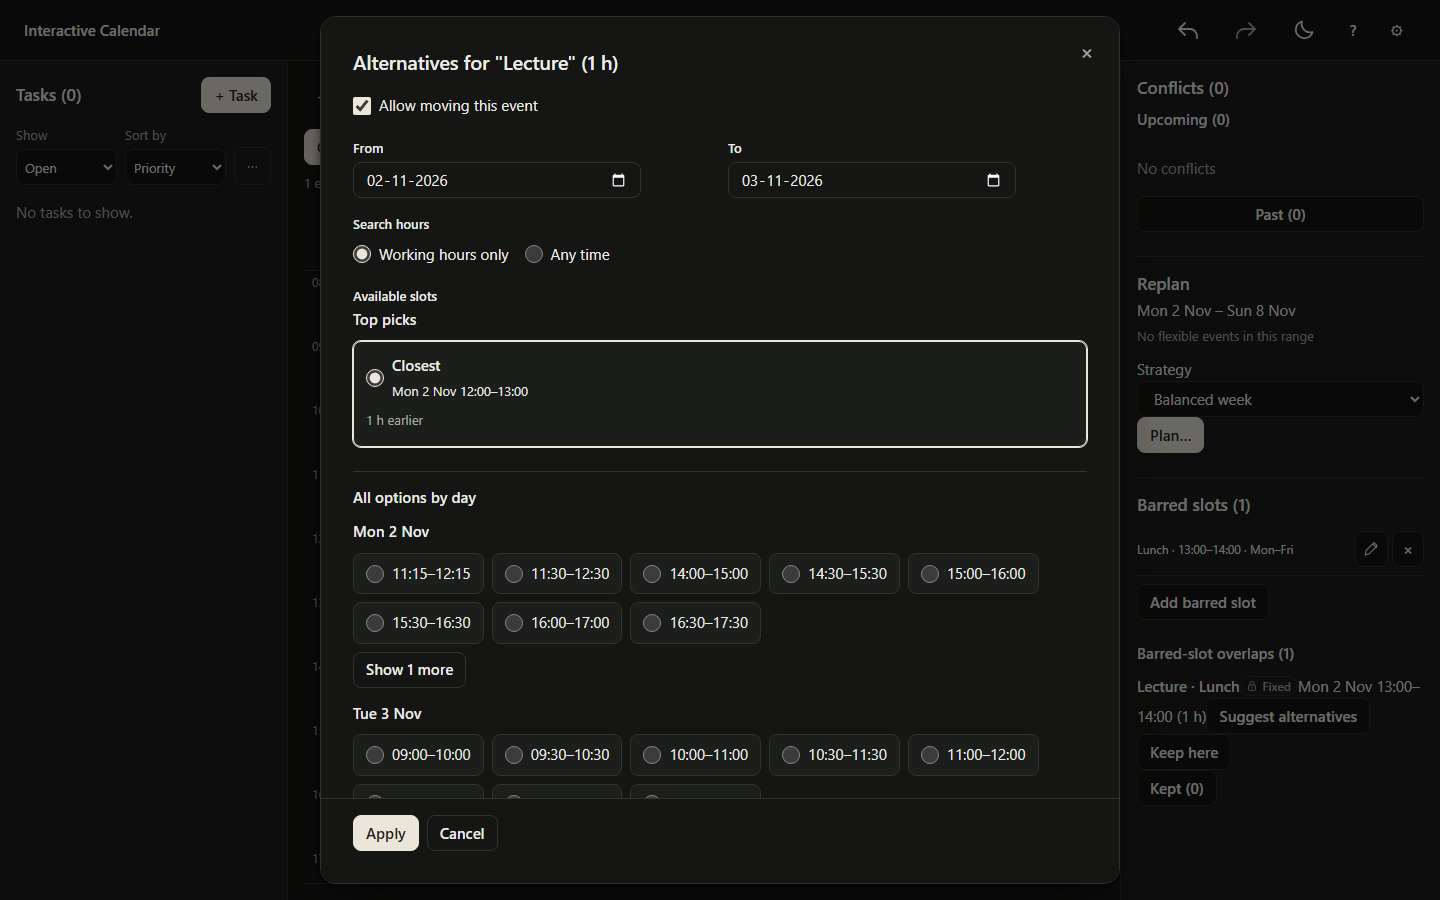 Interactive Calendar
?
Tasks (0)
+ Task
Show
Sort by
Open
Priority
...
No tasks to show.
Alternatives for "Lecture" (1 h)
×
Allow moving this event
From
To
02-11-2026
03-11-2026
Search hours
Working hours only
Any time
Available slots
Top picks
Closest
Mon 2 Nov 12:00–13:00
1 h earlier
All options by day
Mon 2 Nov
11:15–12:15
11:30–12:30
14:00–15:00
14:30–15:30
15:00–16:00
15:30–16:30
16:00–17:00
16:30–17:30
Show 1 more
Tue 3 Nov
09:00–10:00
09:30–10:30
10:00–11:00
10:30–11:30
11:00–12:00
Apply
Cancel
Conflicts (0)
Upcoming (0)
No conflicts
Past (0)
Replan
Mon 2 Nov – Sun 8 Nov
No flexible events in this range
Strategy
Balanced week
Plan...
Barred slots (1)
Lunch · 13:00–14:00 · Mon–Fri
×
Add barred slot
Barred-slot overlaps (1)
Lecture · Lunch Fixed Mon 2 Nov 13:00–
14:00 (1 h) Suggest alternatives
Keep here
Kept (0)